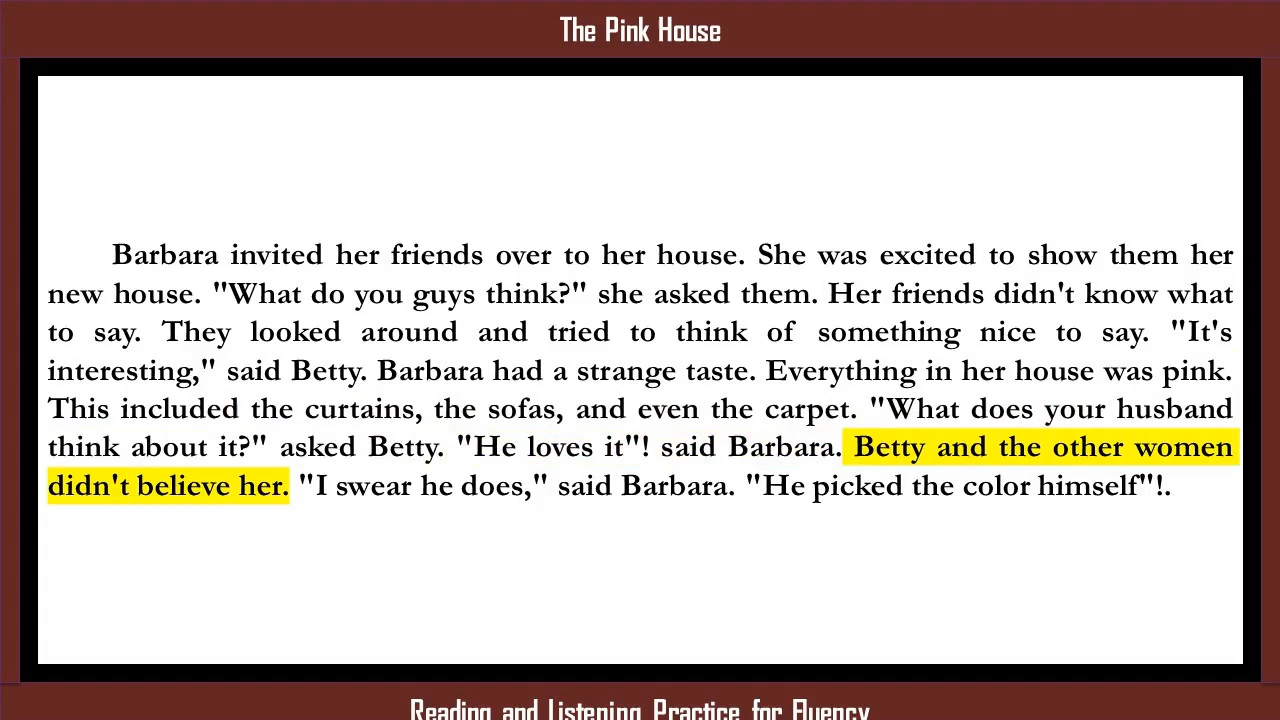 The Pink House
Barbara invited her friends over to her house. She was excited to show them her
new house. "What do you guys think?" she asked them. Her friends didn't know what
to say. They looked around and tried to think of something nice to say. "It's
interesting," said Betty. Barbara had a strange taste. Everything in her house was pink.
This included the curtains, the sofas, and even the carpet. "What does your husband
think about it?" asked Betty. "He loves it"! said Barbara. Betty and the other women
didn't believe her. "I swear he does," said Barbara. "He picked the color himself"!.
Reading and Listening Practice for Fluency